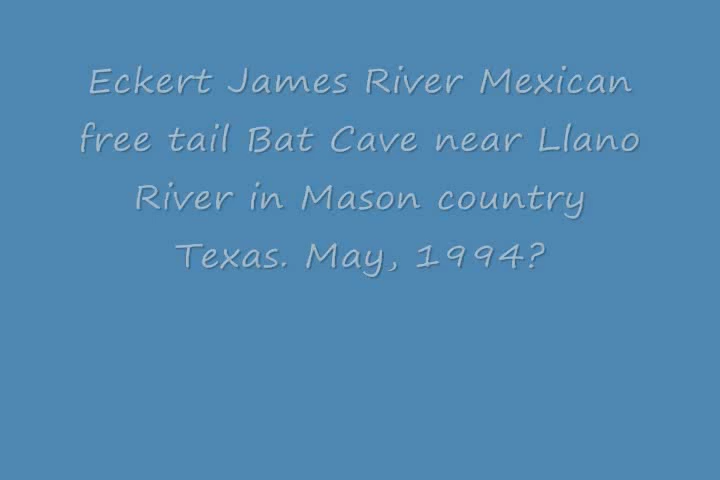 Eckert James River Mexican
free tail Bat Cave near Llano
River in Mason country
Texas. May, 1994?